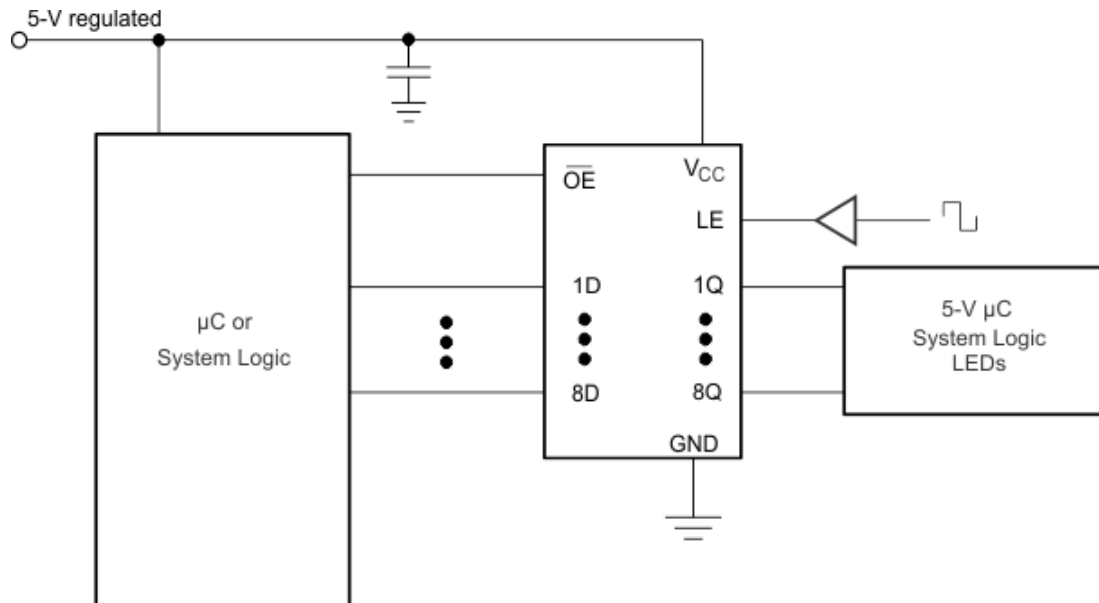 5-V regulated
OE
VCC
LE
1D
1Q
µC or
System Logic
5-V µC
System Logic
LEDs
8D
8Q
GND